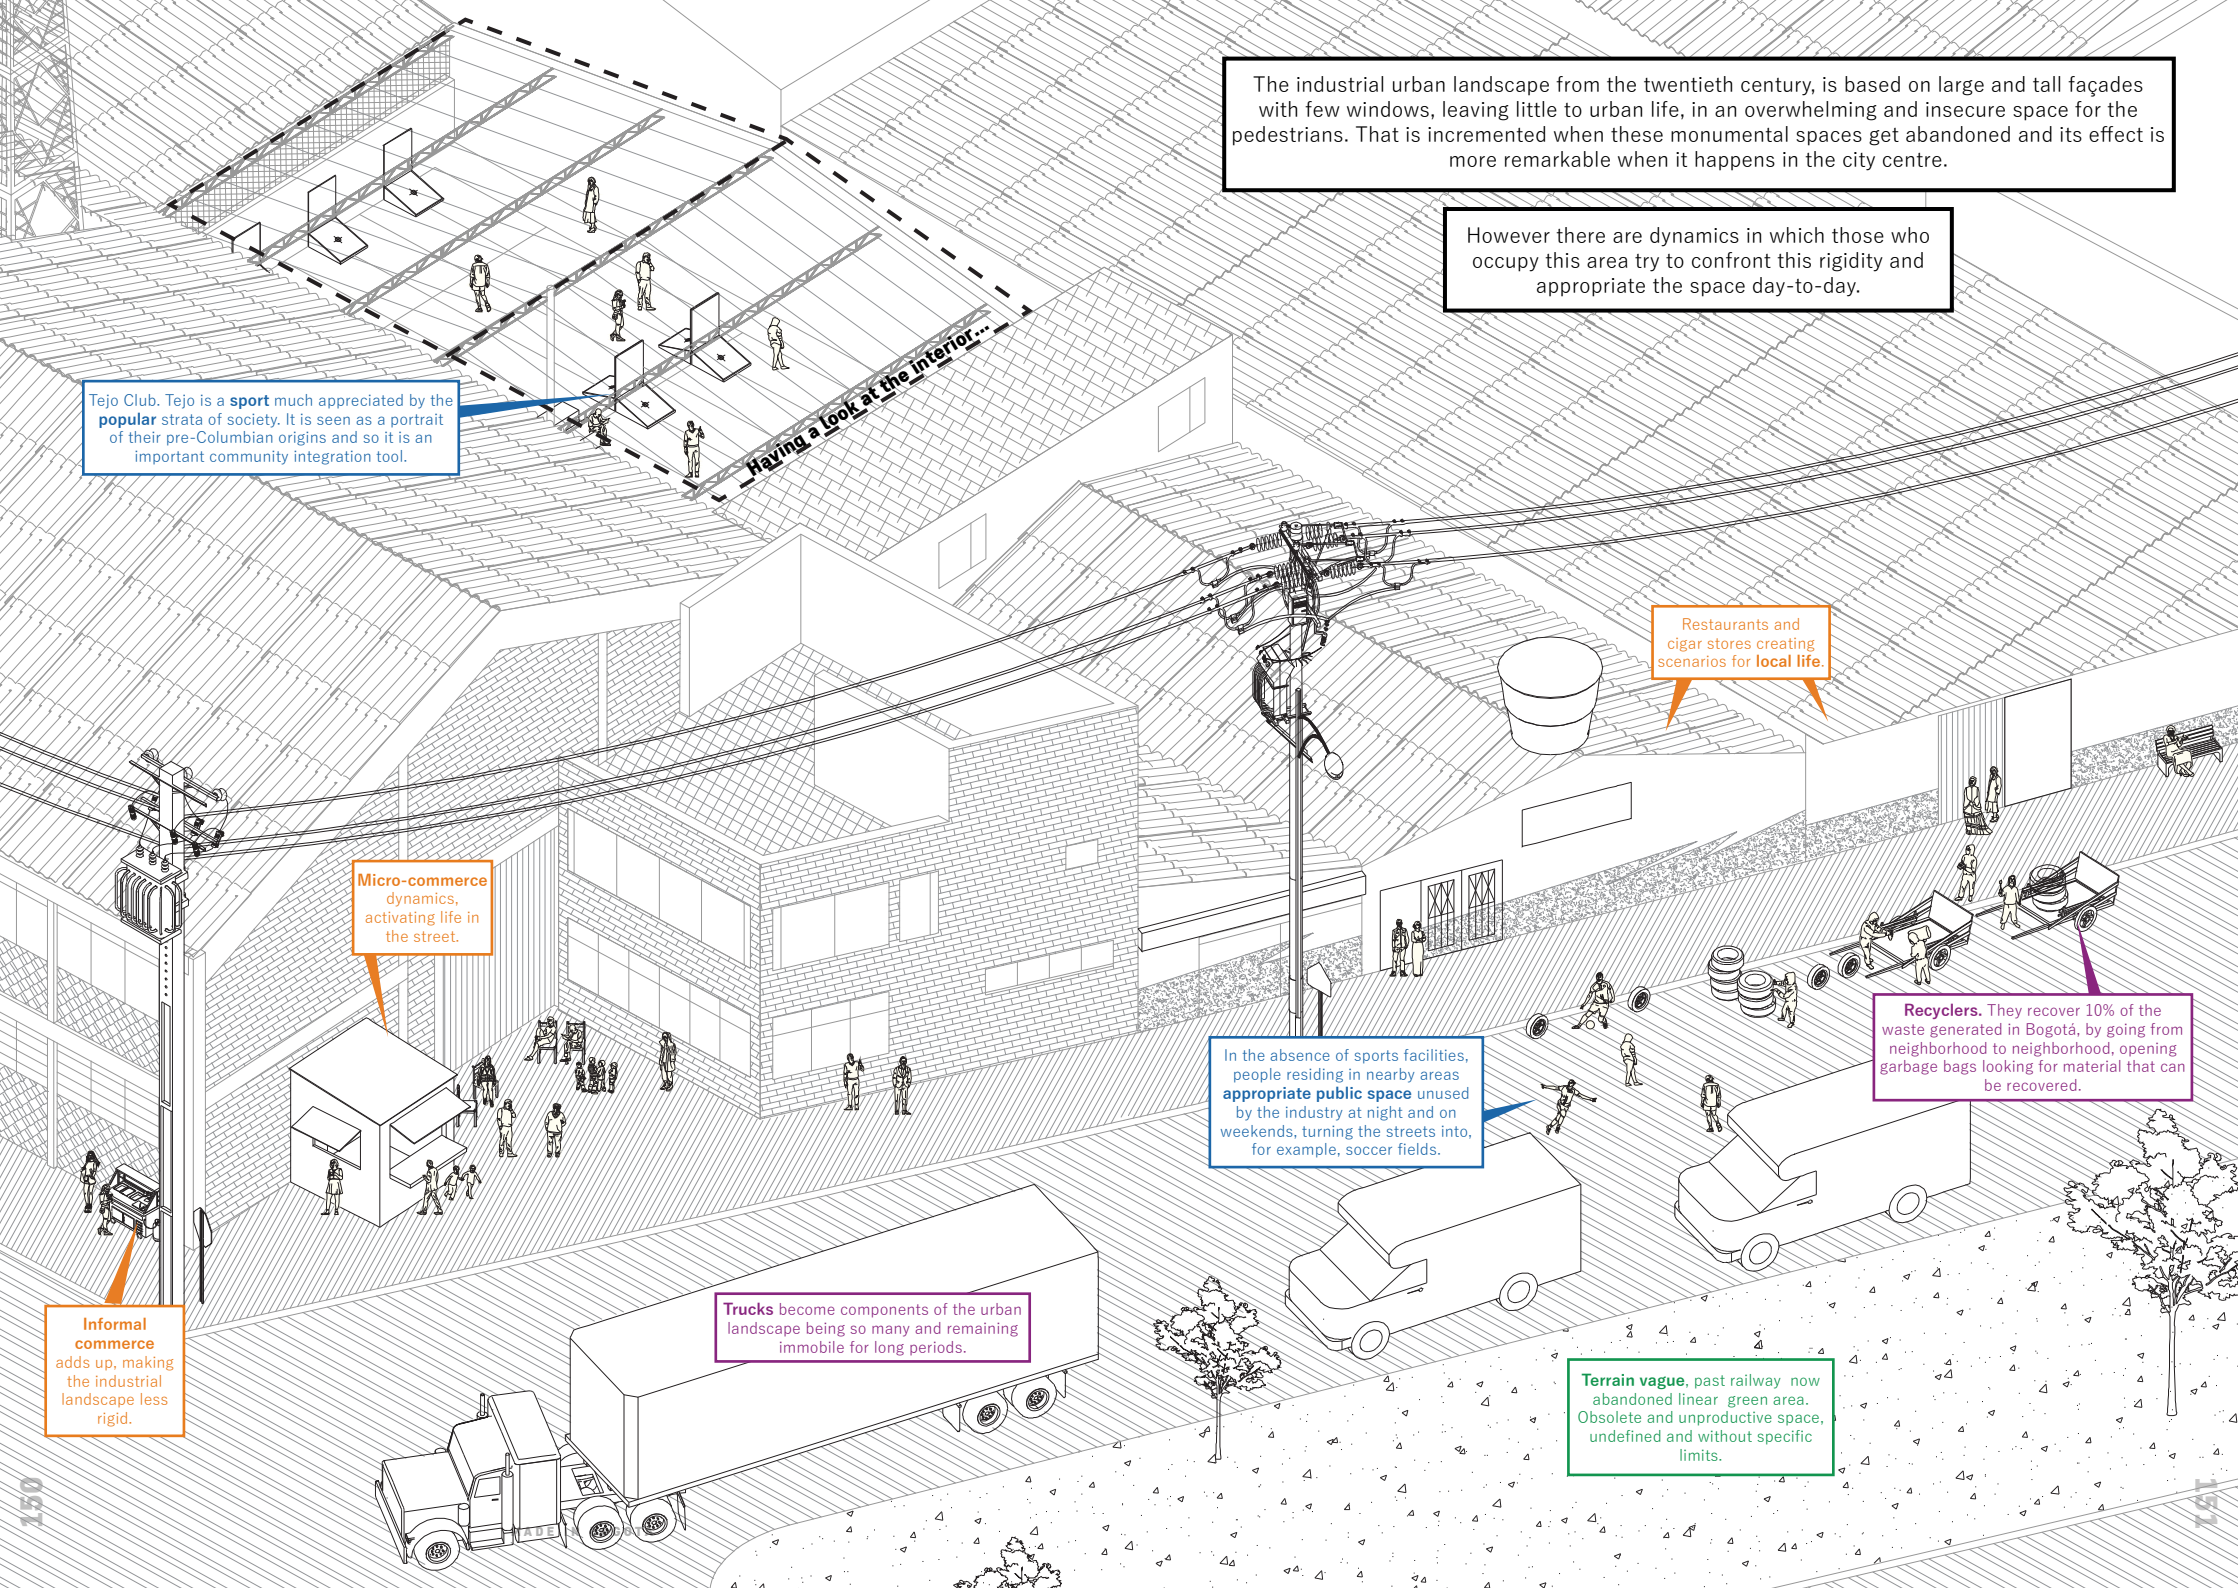 The industrial urban landscape from the twentieth century, is based on large and tall façades
with few windows, leaving little to urban life, in an overwhelming and insecure space for the
pedestrians. That is incremented when these monumental spaces get abandoned and its effect is
more remarkable when it happens in the city centre.
However there are dynamics in which those who
occupy this area try to confront this rigidity and
appropriate the space day-to-day.
Having a look at the interior...
Tejo Club. Tejo is a sport much appreciated by the
popular strata of society. It is seen as a portrait
of their pre-Columbian origins and so it is an
important community integration tool.
Restaurants and
cigar stores creating
scenarios for local life.
Micro-commerce
dynamics,
activating life in
the street.
Recyclers. They recover 10% of the
waste generated in Bogotá, by going from
neighborhood to neighborhood, opening
garbage bags looking for material that can
be recovered.
In the absence of sports facilities,
people residing in nearby areas
appropriate public space unused
by the industry at night and on
weekends, turning the streets into,
for example, soccer fields.
Trucks become components of the urban
landscape being so many and remaining
immobile for long periods.
Informal
commerce
adds up, making
the industrial
landscape less
rigid.
Terrain vague, past railway now
abandoned linear green area.
Obsolete and unproductive space,
undefined and without specific
limits.
150
151